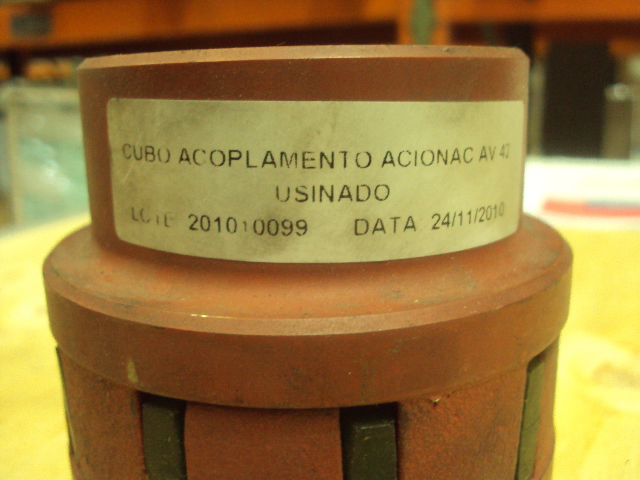 CUBO ACOPLAMENTO ACIONAC AV 42
USINADO
LOTE 201010099 DATA 24/11/2010